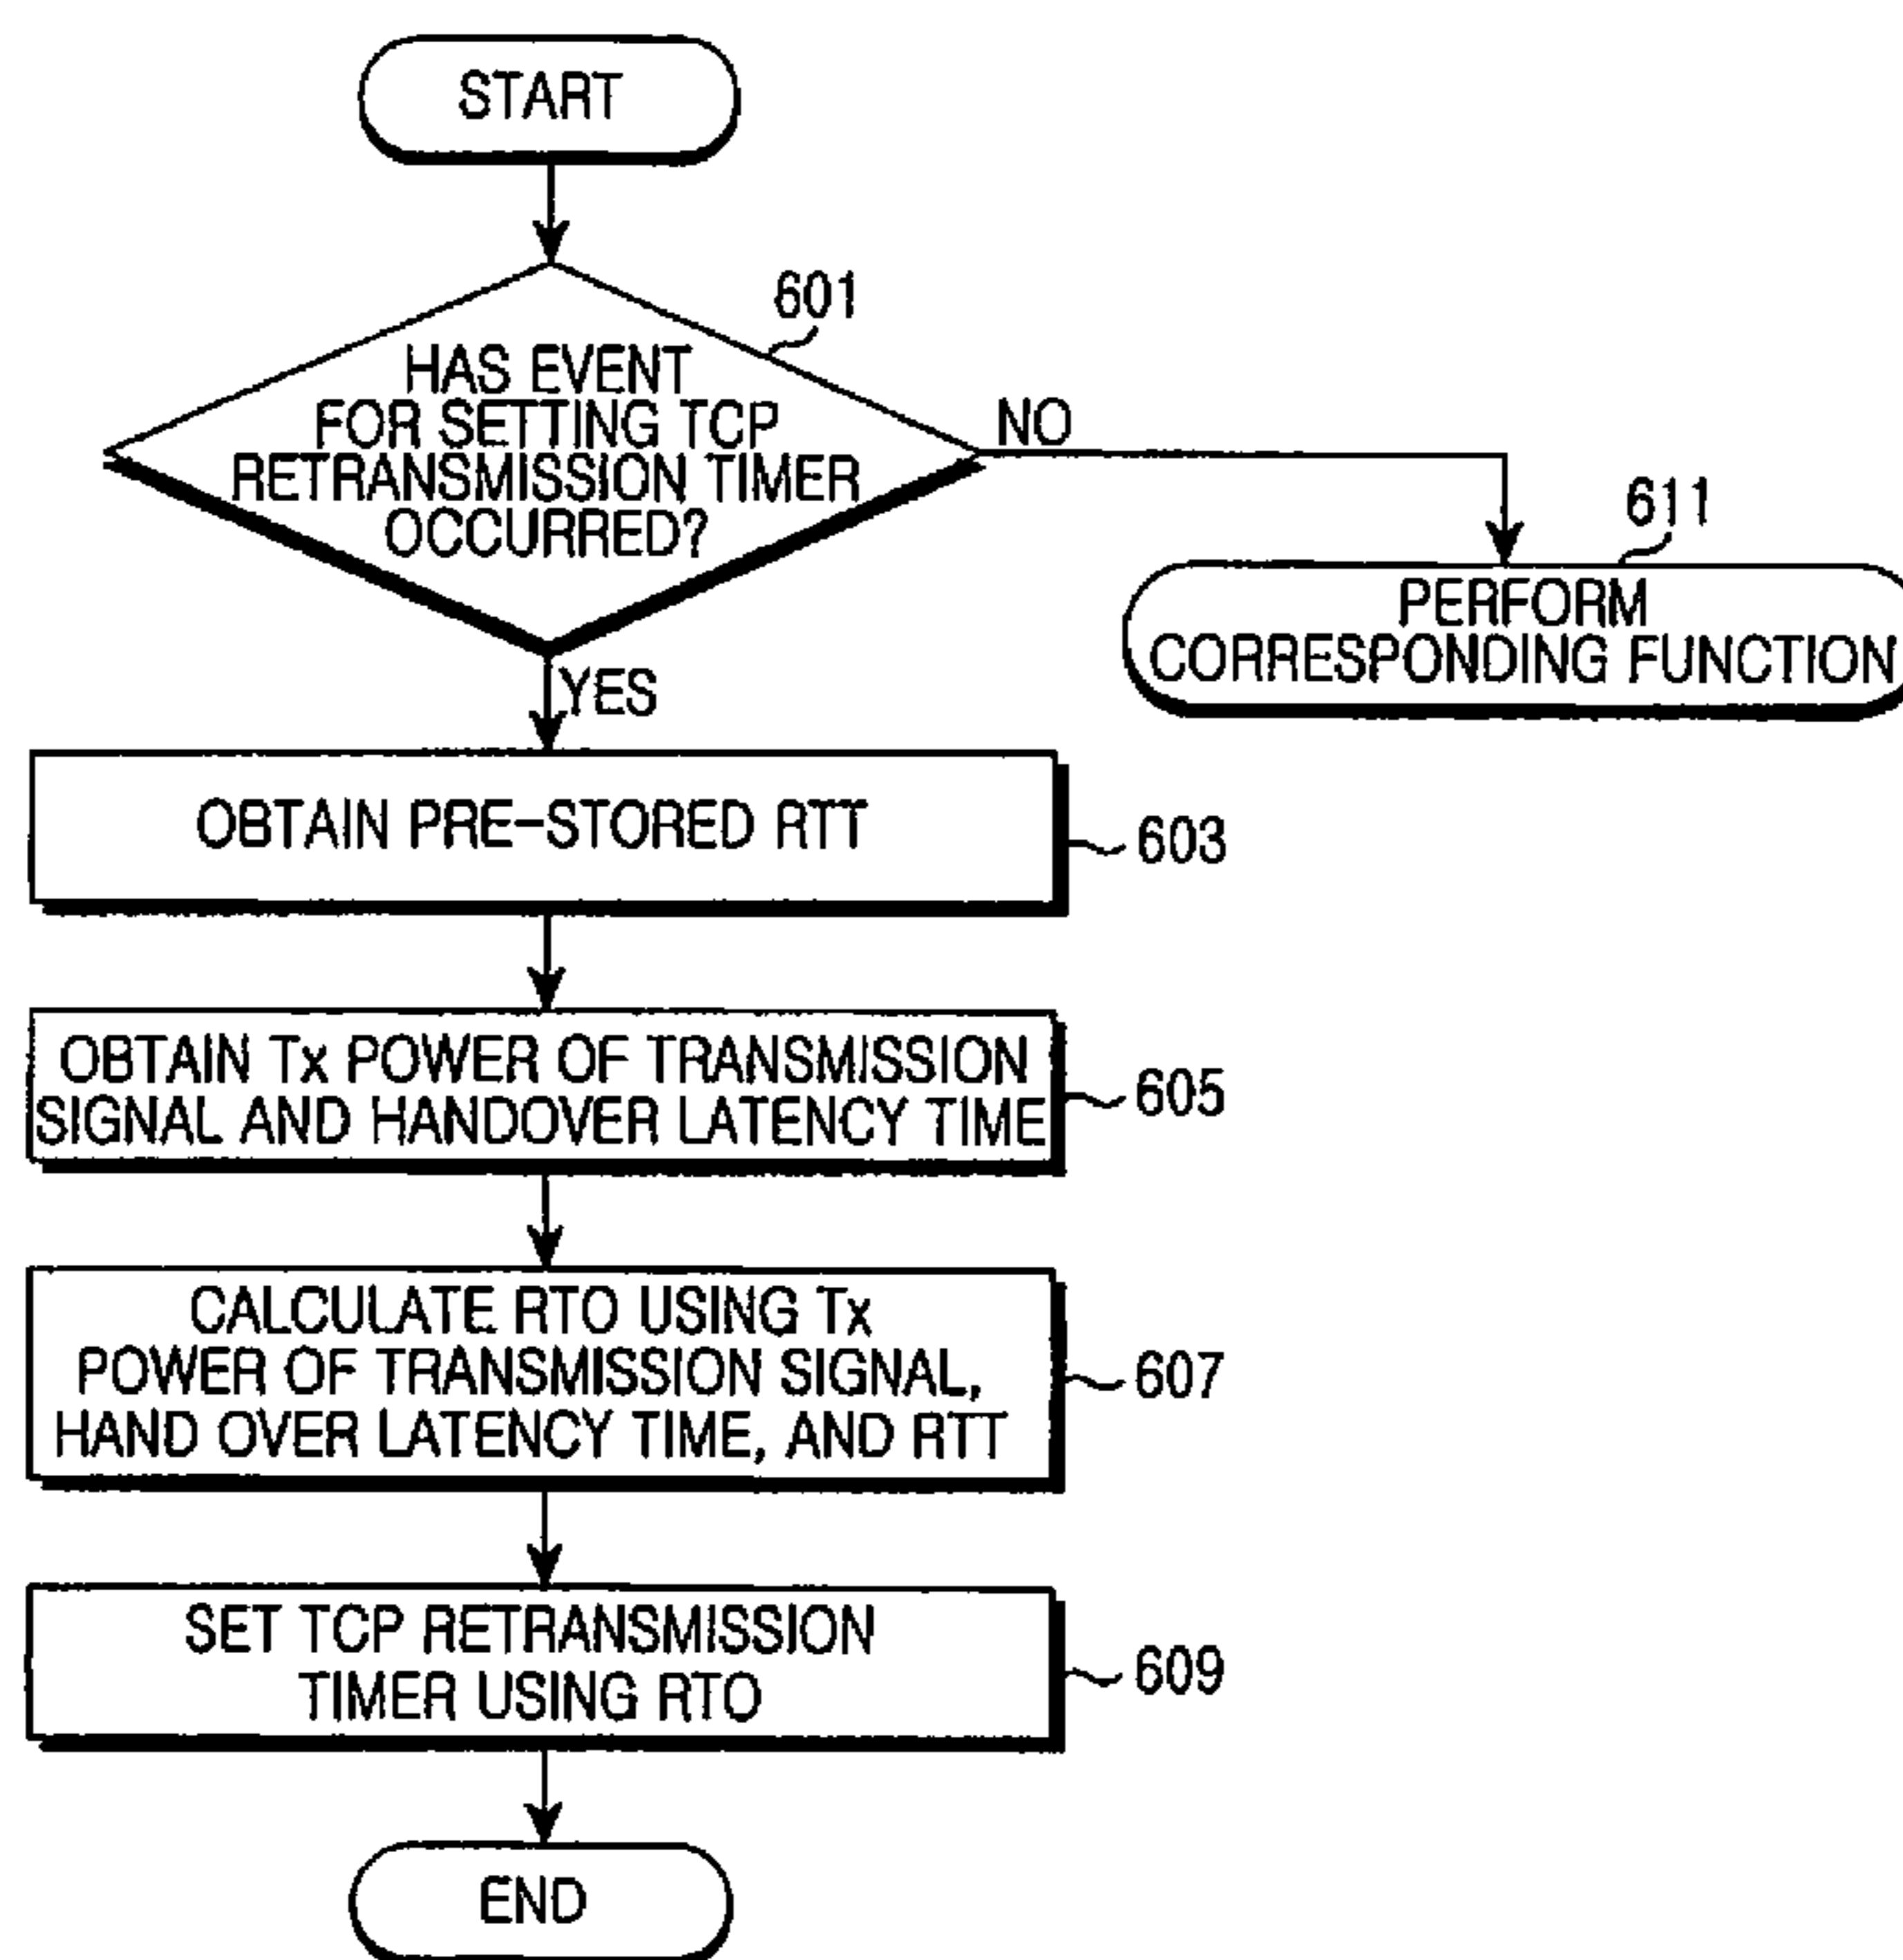 START
601
HAS EVENT
FOR SETTING TCP
RETRANSMISSION TIMER
OCCURRED?
NO
611
PERFORM
CORRESPONDING FUNCTION
YES
OBTAIN PRE-STORED RTT
603
OBTAIN Tx POWER OF TRANSMISSION
SIGNAL AND HANDOVER LATENCY TIME
605
CALCULATE RTO USING Tx
POWER OF TRANSMISSION SIGNAL,
HAND OVER LATENCY TIME, AND RTT
607
SET TCP RETRANSMISSION
TIMER USING RTO
609
END